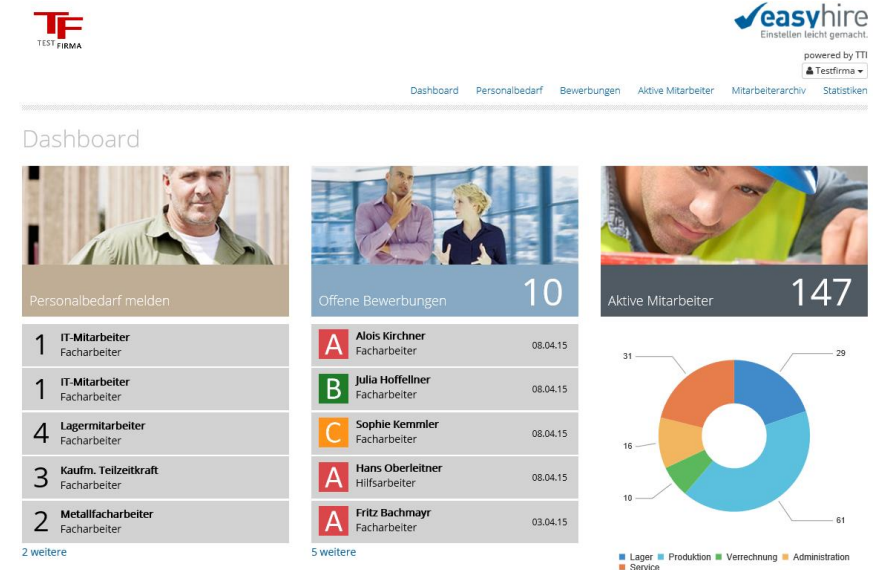 TF
TEST FIRMA
easyhire
Einstellen leicht gemacht.
powered by TTI
Testfirma
Dashboard Personalbedarf Bewerbungen Aktive Mitarbeiter Mitarbeiterarchiv Statistiken
Dashboard
Personalbedarf melden
1 IT-Mitarbeiter
Facharbeiter
1 IT-Mitarbeiter
Facharbeiter
4 Lagermitarbeiter
Facharbeiter
3 Kaufm. Teilzeitkraft
Facharbeiter
2 Metallfacharbeiter
Facharbeiter
2 weitere
Offene Bewerbungen 10
A Alois Kirchner
Facharbeiter 08.04.15
B Julia Hoffellner
Facharbeiter 08.04.15
C Sophie Kemmler
Facharbeiter 08.04.15
A Hans Oberleitner
Hilfsarbeiter 08.04.15
A Fritz Bachmayr
Facharbeiter 03.04.15
5 weitere
Aktive Mitarbeiter 147
31 29
16
10
61
Lager Produktion Verrechnung Administration
Service